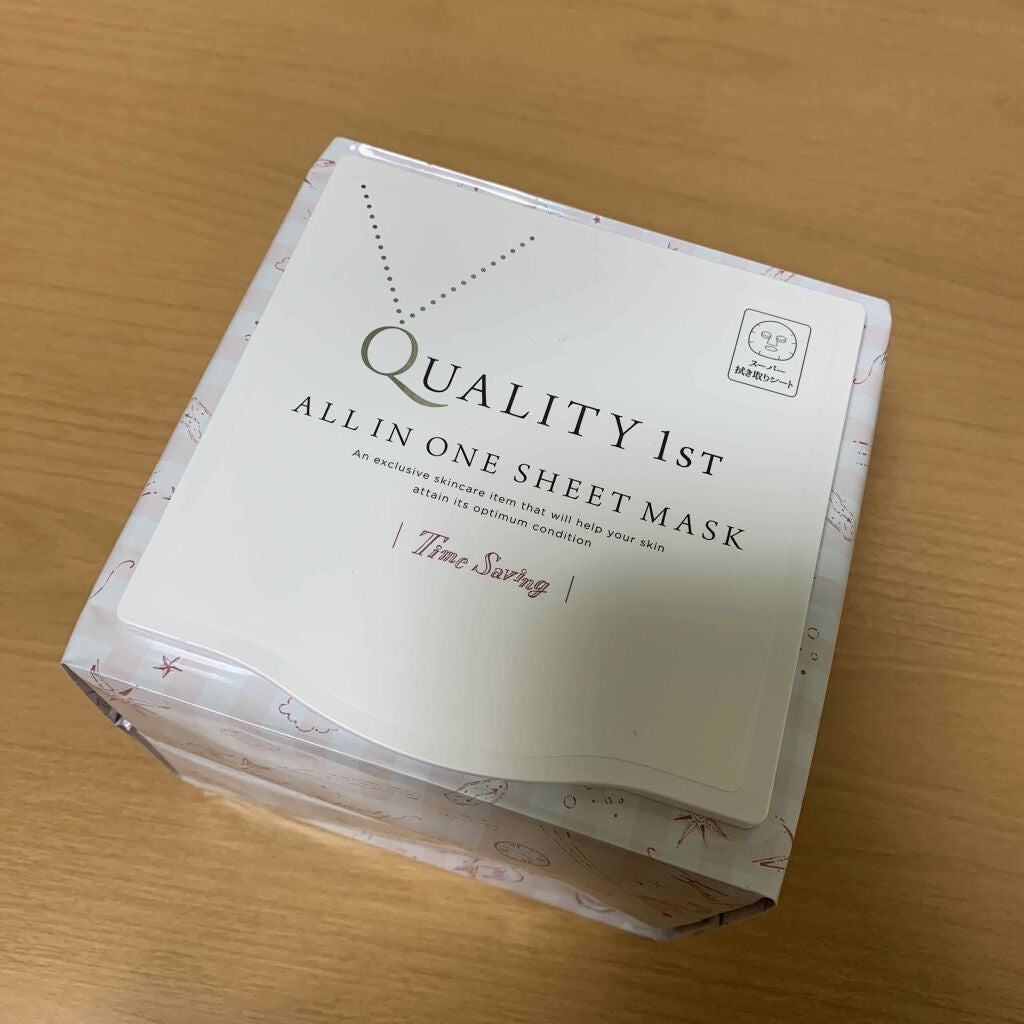 QUALITY 1ST
ALL IN ONE SHEET MASK
An exclusive skincare item that will help your skin
attain its optimum condition
| Time Saving |
スーパー
拭き取りシート